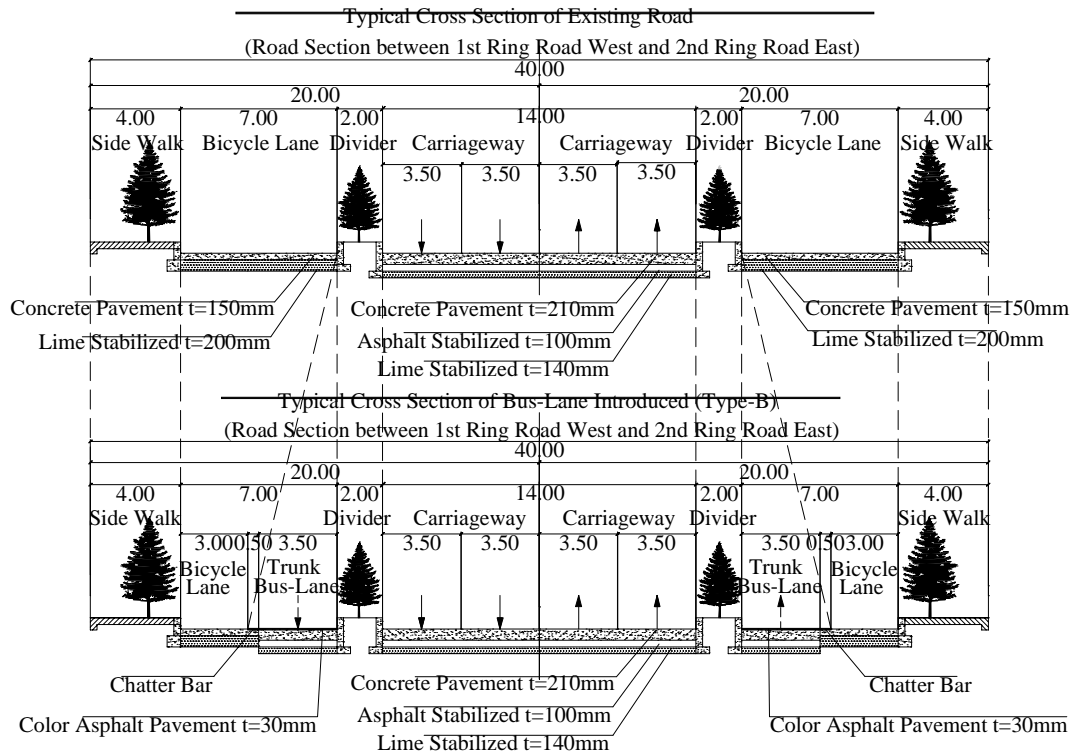 Typical Cross Section of Existing Road
(Road Section between 1st Ring Road West and 2nd Ring Road East)
40.00
20.00 20.00
4.00 7.00 2.00 14.00 2.00 7.00 4.00
Side Walk Bicycle Lane Divider Carriageway Carriageway Divider Bicycle Lane Side Walk
3.50 3.50 3.50 3.50
Concrete Pavement t=150mm Concrete Pavement t=210mm Concrete Pavement t=150mm
Lime Stabilized t=200mm Asphalt Stabilized t=100mm Lime Stabilized t=200mm
Lime Stabilized t=140mm
Typical Cross Section of Bus-Lane Introduced (Type-B)
(Road Section between 1st Ring Road West and 2nd Ring Road East)
40.00
20.00 20.00
4.00 7.00 2.00 14.00 2.00 7.00 4.00
Side Walk Divider Carriageway Carriageway Divider Side Walk
3.00 0.50 3.50 3.50 3.50 3.50 3.50 3.50 0.50 3.00
Bicycle Trunk Trunk Bicycle
Lane Bus-Lane Bus-Lane Lane
Chatter Bar Concrete Pavement t=210mm Chatter Bar
Color Asphalt Pavement t=30mm Asphalt Stabilized t=100mm Color Asphalt Pavement t=30mm
Lime Stabilized t=140mm